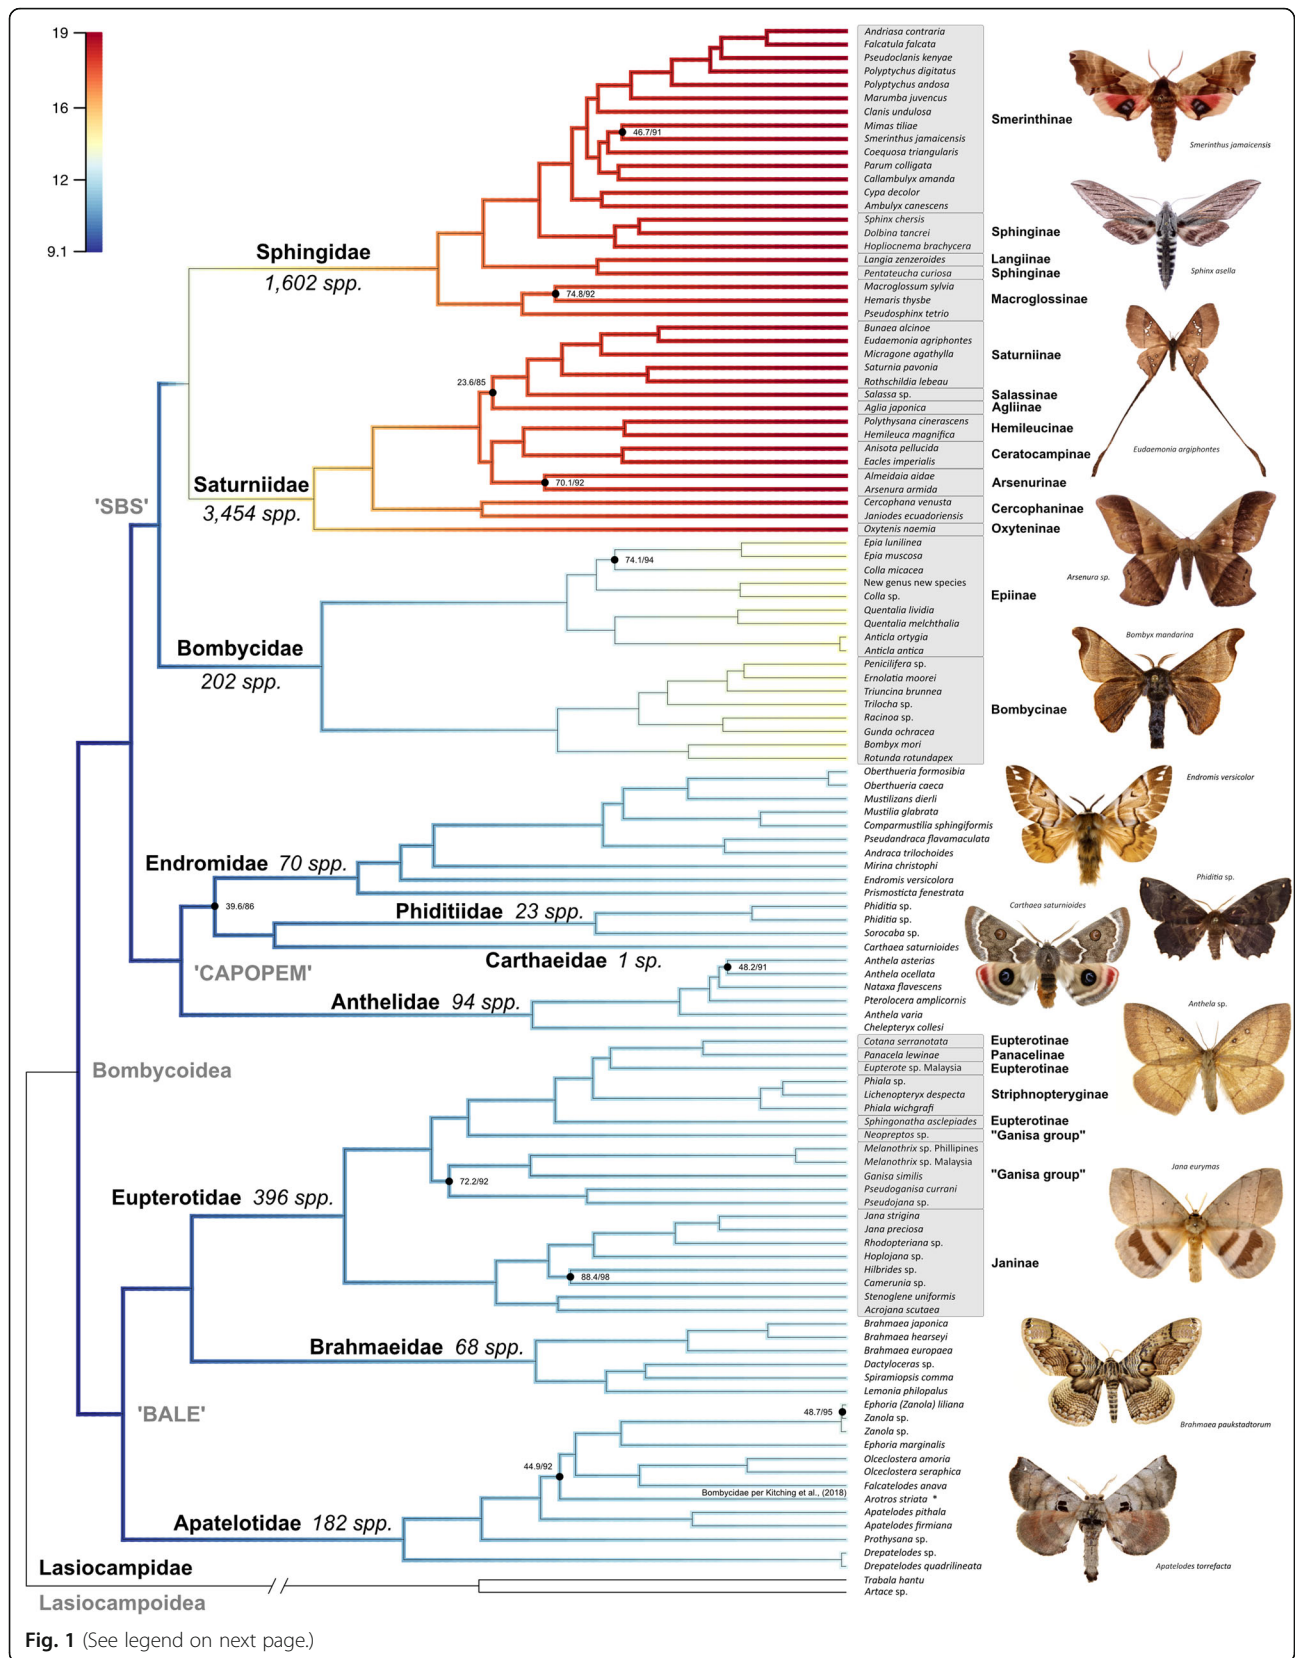 19
16
12
9.1
Sphingidae
1,602 spp.
Saturniidae
3,454 spp.
'SBS'
Bombycidae
202 spp.
Endromidae 70 spp.
Phiditiidae 23 spp.
Carthaeidae 1 sp.
'CAPOPEM'
Anthelidae 94 spp.
Bombycoidea
Eupterotidae 396 spp.
Brahmaeidae 68 spp.
'BALE'
Apatelotidae 182 spp.
Lasiocampidae
Lasiocampoidea
46.7/91
74.8/92
23.6/85
70.1/92
74.1/94
39.6/86
48.2/91
72.2/92
88.4/98
48.7/95
44.9/92
Bombycidae per Kitching et al., (2018)
Andriasa contraria
Falcatula falcata
Pseudoclanis kenyae
Polyptychus digitatus
Polyptychus andosa
Marumba juvencus
Clanis undulosa
Mimas tiliae
Smerinthus jamaicensis
Coequosa triangularis
Parum colligata
Callambulyx amanda
Cypa decolor
Ambulyx canescens
Sphinx chersis
Dolbina tancrei
Hopliocnema brachycera
Langia zenzeroides
Pentateucha curiosa
Macroglossum sylvia
Hemaris thysbe
Pseudosphinx tetrio
Bunaea alcinoe
Eudaemonia agriphontes
Micragone agathylla
Saturnia pavonia
Rothschildia lebeau
Salassa sp.
Aglia japonica
Polythysana cinerascens
Hemileuca magnifica
Anisota pellucida
Eacles imperialis
Almeidaia aidae
Arsenura armida
Cercophana venusta
Janiodes ecuadoriensis
Oxytenis naemia
Epia lunilinea
Epia muscosa
Colla micacea
New genus new species
Colla sp.
Quentalia lividia
Quentalia melchthalia
Anticla ortygia
Anticla antica
Penicilifera sp.
Ernolatia moorei
Triuncina brunnea
Trilocha sp.
Racinoa sp.
Gunda ochracea
Bombyx mori
Rotunda rotundapex
Oberthueria formosibia
Oberthueria caeca
Mustilizans dierli
Mustilia glabrata
Comparmustilia sphingiformis
Pseudandraca flavamaculata
Andraca trilochoides
Mirina christophi
Endromis versicolora
Prismosticta fenestrata
Phiditia sp.
Phiditia sp.
Sorocaba sp.
Carthaea saturnioides
Anthela asterias
Anthela ocellata
Nataxa flavescens
Pterolocera amplicornis
Anthela varia
Chelepteryx collesi
Cotana serranotata
Panacela lewinae
Eupterote sp. Malaysia
Phiala sp.
Lichenopteryx despecta
Phiala wichgrafi
Sphingonatha asclepiades
Neopreptos sp.
Melanothrix sp. Phillipines
Melanothrix sp. Malaysia
Ganisa similis
Pseudoganisa currani
Pseudojana sp.
Jana strigina
Jana preciosa
Rhodopteriana sp.
Hoplojana sp.
Hilbrides sp.
Camerunia sp.
Stenoglene uniformis
Acrojana scutaea
Brahmaea japonica
Brahmaea hearseyi
Brahmaea europaea
Dactyloceras sp.
Spiramiopsis comma
Lemonia philopalus
Ephoria (Zanola) liliana
Zanola sp.
Zanola sp.
Ephoria marginalis
Olceclostera amoria
Olceclostera seraphica
Falcatelodes anava
Arotros striata *
Apatelodes pithala
Apatelodes firmiana
Prothysana sp.
Drepatelodes sp.
Drepatelodes quadrilineata
Trabala hantu
Artace sp.
Smerinthinae
Sphinginae
Langiinae
Sphinginae
Macroglossinae
Saturniinae
Salassinae
Agliinae
Hemileucinae
Ceratocampinae
Arsenurinae
Cercophaninae
Oxyteninae
Epiinae
Bombycinae
Eupterotinae
Panacelinae
Eupterotinae
Striphnopteryginae
Eupterotinae
"Ganisa group"
"Ganisa group"
Janinae
Smerinthus jamaicensis
Sphinx asella
Eudaemonia argiphontes
Arsenura sp.
Bombyx mandarina
Endromis versicolor
Phiditia sp.
Carthaea saturnioides
Anthela sp.
Jana eurymas
Brahmaea paukstadtorum
Apatelodes torrefacta
Fig. 1 (See legend on next page.)